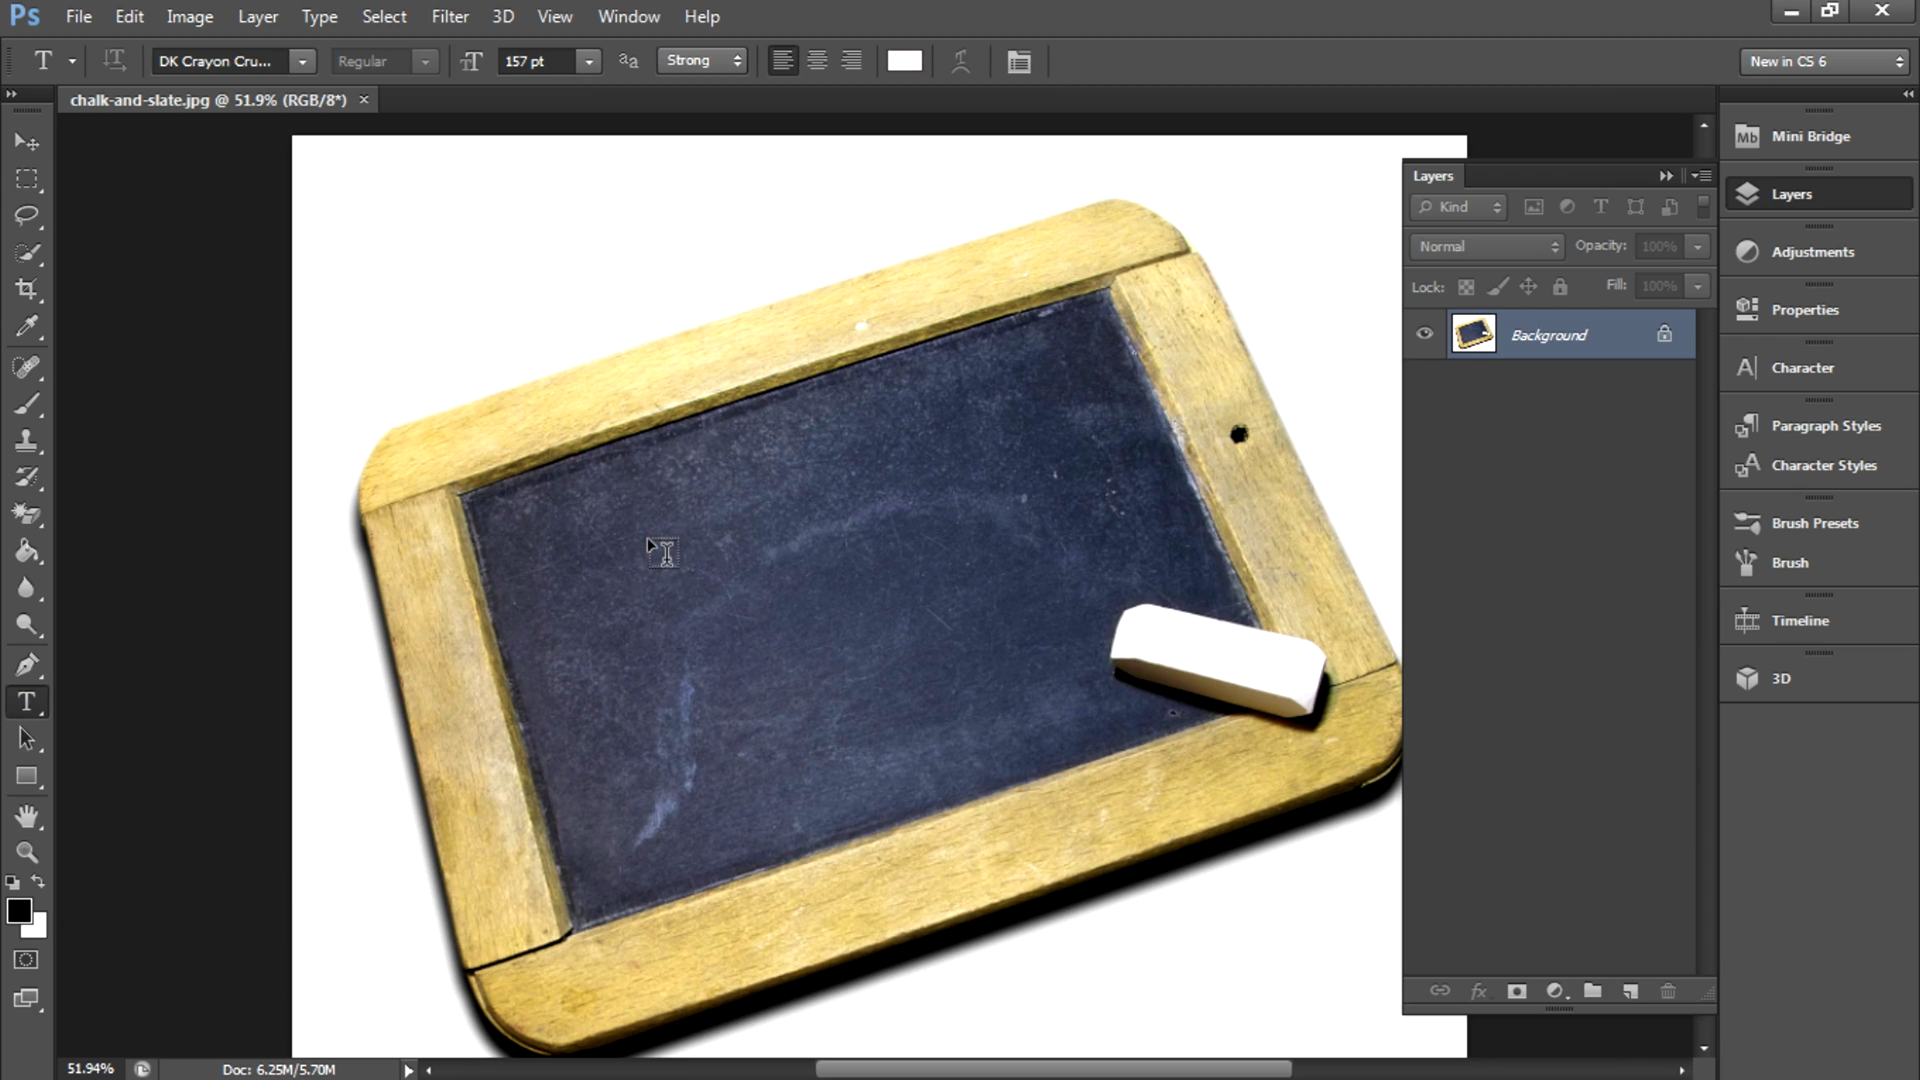 Ps File Edit Image Layer Type Select Filter 3D View Window Help
T DK Crayon Cru... Regular 157 pt aa Strong New in CS 6
chalk-and-slate.jpg @ 51.9% (RGB/8*) ×
Mb Mini Bridge
Layers
Layers
Kind
Normal Opacity: 100%
Adjustments
Lock: Fill: 100%
Properties
Background
Character
Paragraph Styles
Character Styles
Brush Presets
Brush
Timeline
3D
fx
51.94% Doc: 6.25M/5.70M